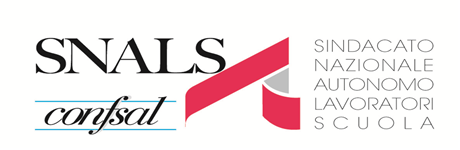 SNALS
confsal
SINDACATO
NAZIONALE
AUTONOMO
LAVORATORI
SCUOLA